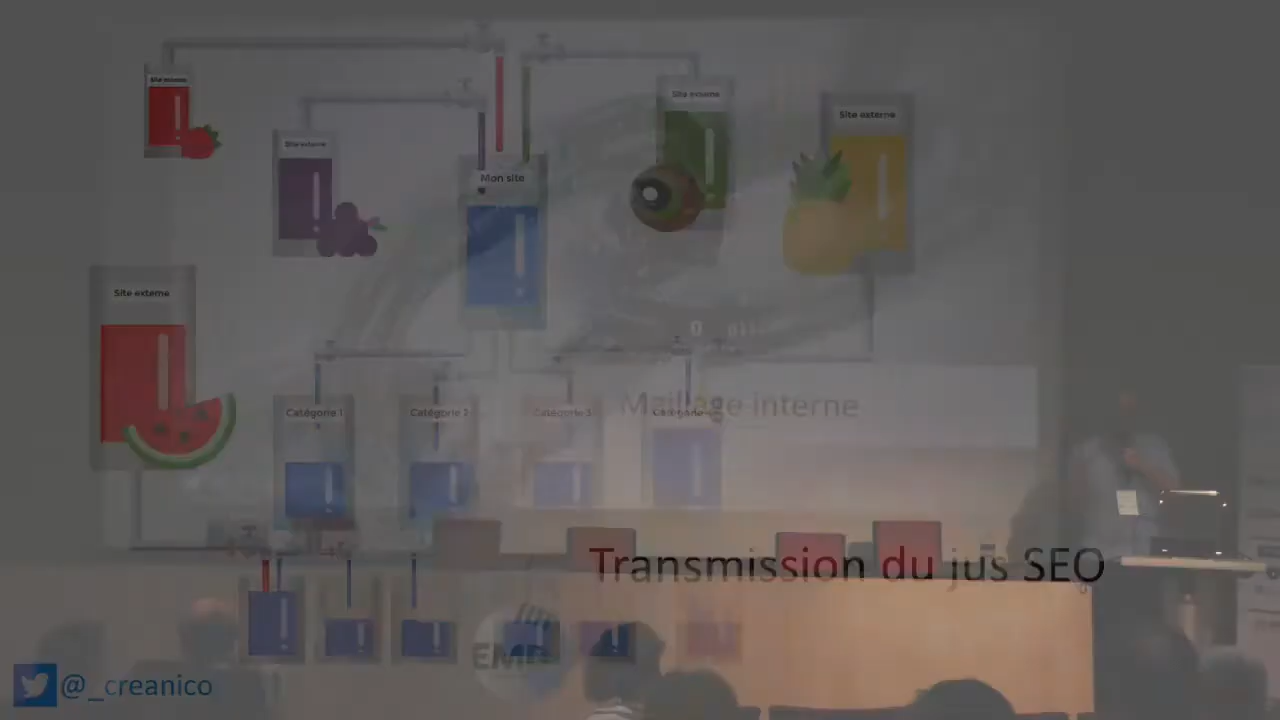 Site externe
Site externe
Site externe
Site externe
Mon site
Site externe
Catégorie 1
Catégorie 2
Catégorie 3
Catégorie
Maillage interne
Transmission du jus SEO
@_creanico